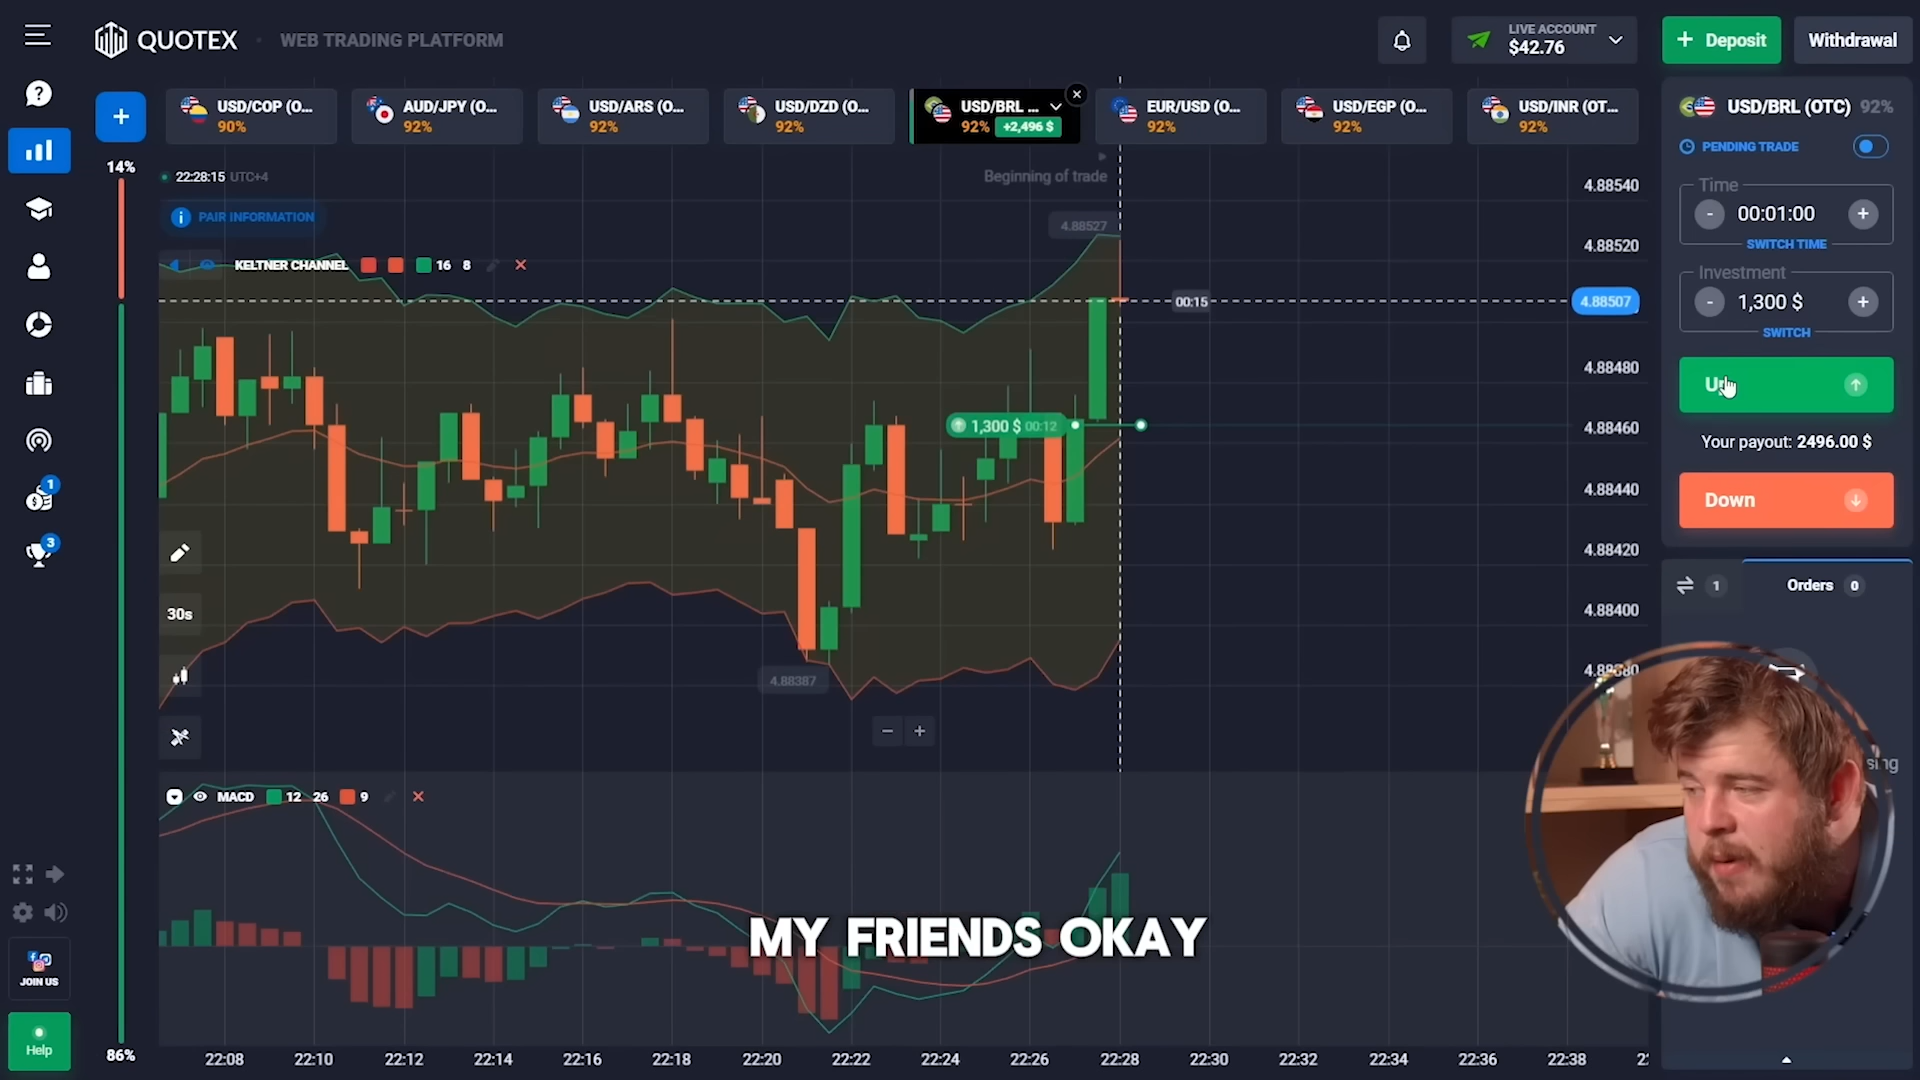 QUOTEX
WEB TRADING PLATFORM
LIVE ACCOUNT
$42.76
Deposit
Withdrawal
USD/COP (O...
90%
AUD/JPY (O...
92%
USD/ARS (O...
92%
USD/DZD (O...
92%
USD/BRL ...
92% +2,496 $
EUR/USD (O...
92%
USD/EGP (O...
92%
USD/INR (OT...
92%
USD/BRL (OTC) 92%
PENDING TRADE
Time
- 00:01:00 +
SWITCH TIME
Investment
- 1,300 $ +
SWITCH
Your payout: 2496.00 $
Down
1
Orders 0
14%
22:28:15 UTC+4
Beginning of trade
PAIR INFORMATION
4.88527
KELTNER CHANNEL 16 8
00:15
4.88507
1,300 $ 00:12
4.88387
4.88540
4.88520
4.88480
4.88460
4.88440
4.88420
4.88400
30s
MACD 12 26 9
1
3
MY FRIENDS OKAY
JOIN US
Help
86%
22:08 22:10 22:12 22:14 22:16 22:18 22:20 22:22 22:24 22:26 22:28 22:30 22:32 22:34 22:36 22:38